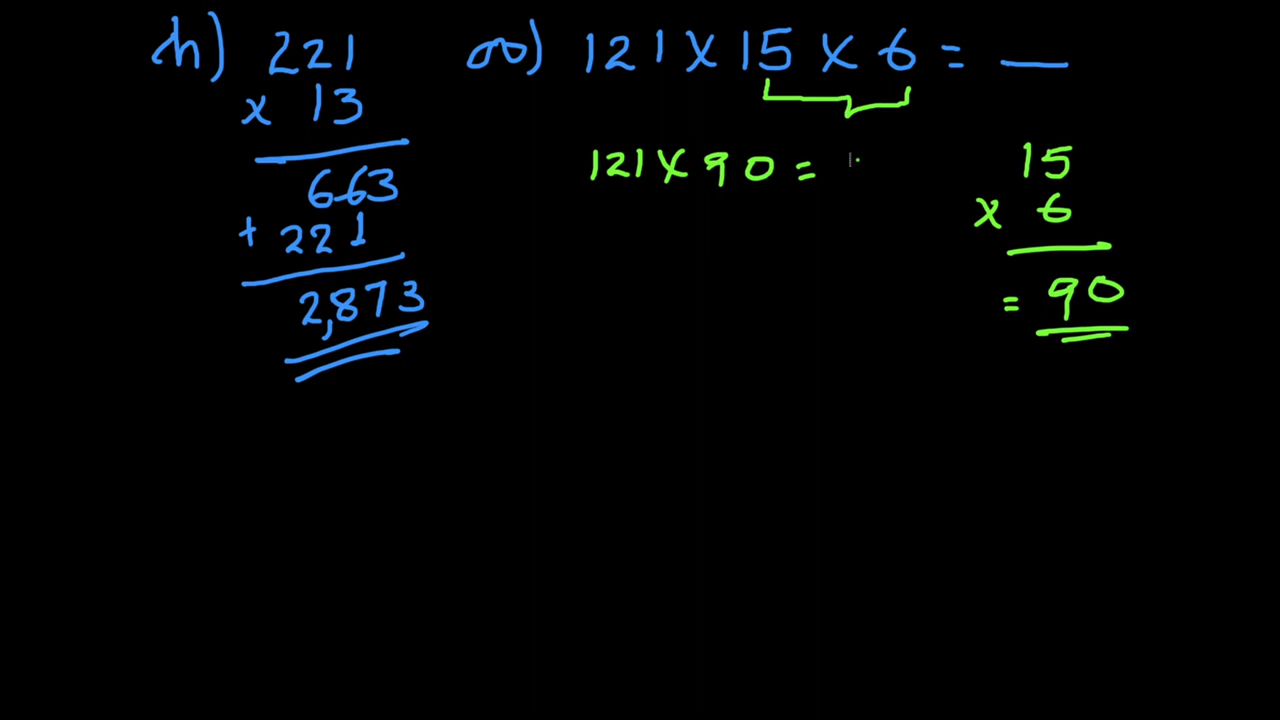 h) 221
x 13
663
+ 221
2,873
) 121 x 15 x 6 = __
121 x 90 =
15
x 6
= 90